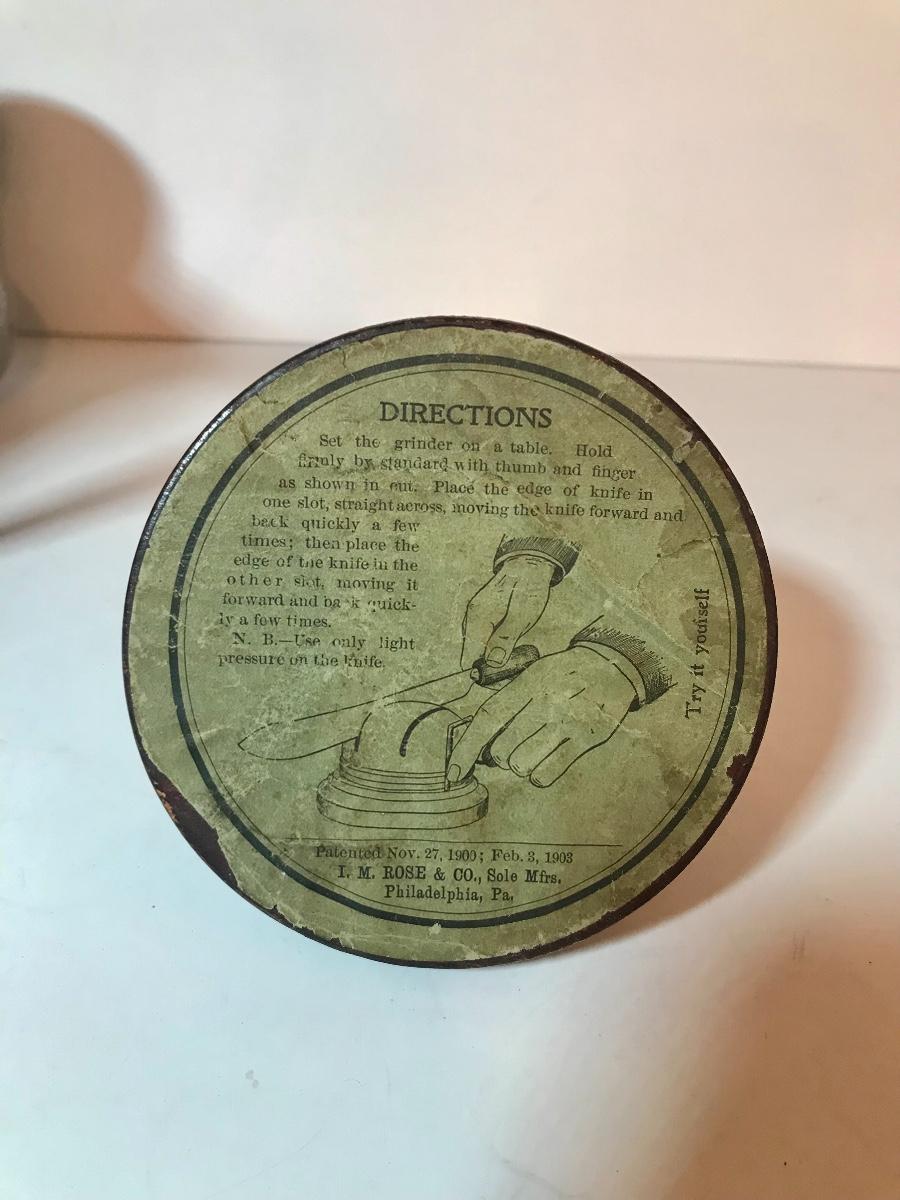 DIRECTIONS
Set the grinder on a table. Hold
firmly by standard with thumb and finger
as shown in cut. Place the edge of knife in
one slot, straight across, moving the knife forward and
back quickly a few
times; then place the
edge of the knife in the
other slot, moving it
forward and back quick-
ly a few times.
N. B.—Use only light
pressure on the knife.
Try it yourself
Patented Nov. 27, 1900; Feb. 3, 1903
I. M. ROSE & CO., Sole Mfrs.
Philadelphia, Pa.